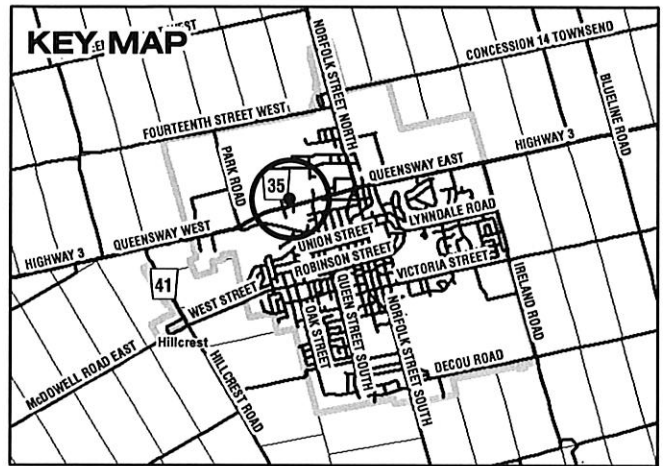 KEY MAP
WEST
NORFOLK STREET NORTH
CONCESSION 14 TOWNSEND
BLUELINE ROAD
FOURTEENTH STREET WEST
PARK ROAD
35
QUEENSWAY EAST
HIGHWAY 3
QUEENSWAY WEST
HIGHWAY 3
LYNNDALE ROAD
UNION STREET
ROBINSON STREET
VICTORIA STREET
41
WEST STREET
Hillcrest
OAK STREET
QUEEN STREET SOUTH
NORFOLK STREET SOUTH
IRELAND ROAD
DECOU ROAD
McDOWELL ROAD EAST
HILLCREST ROAD